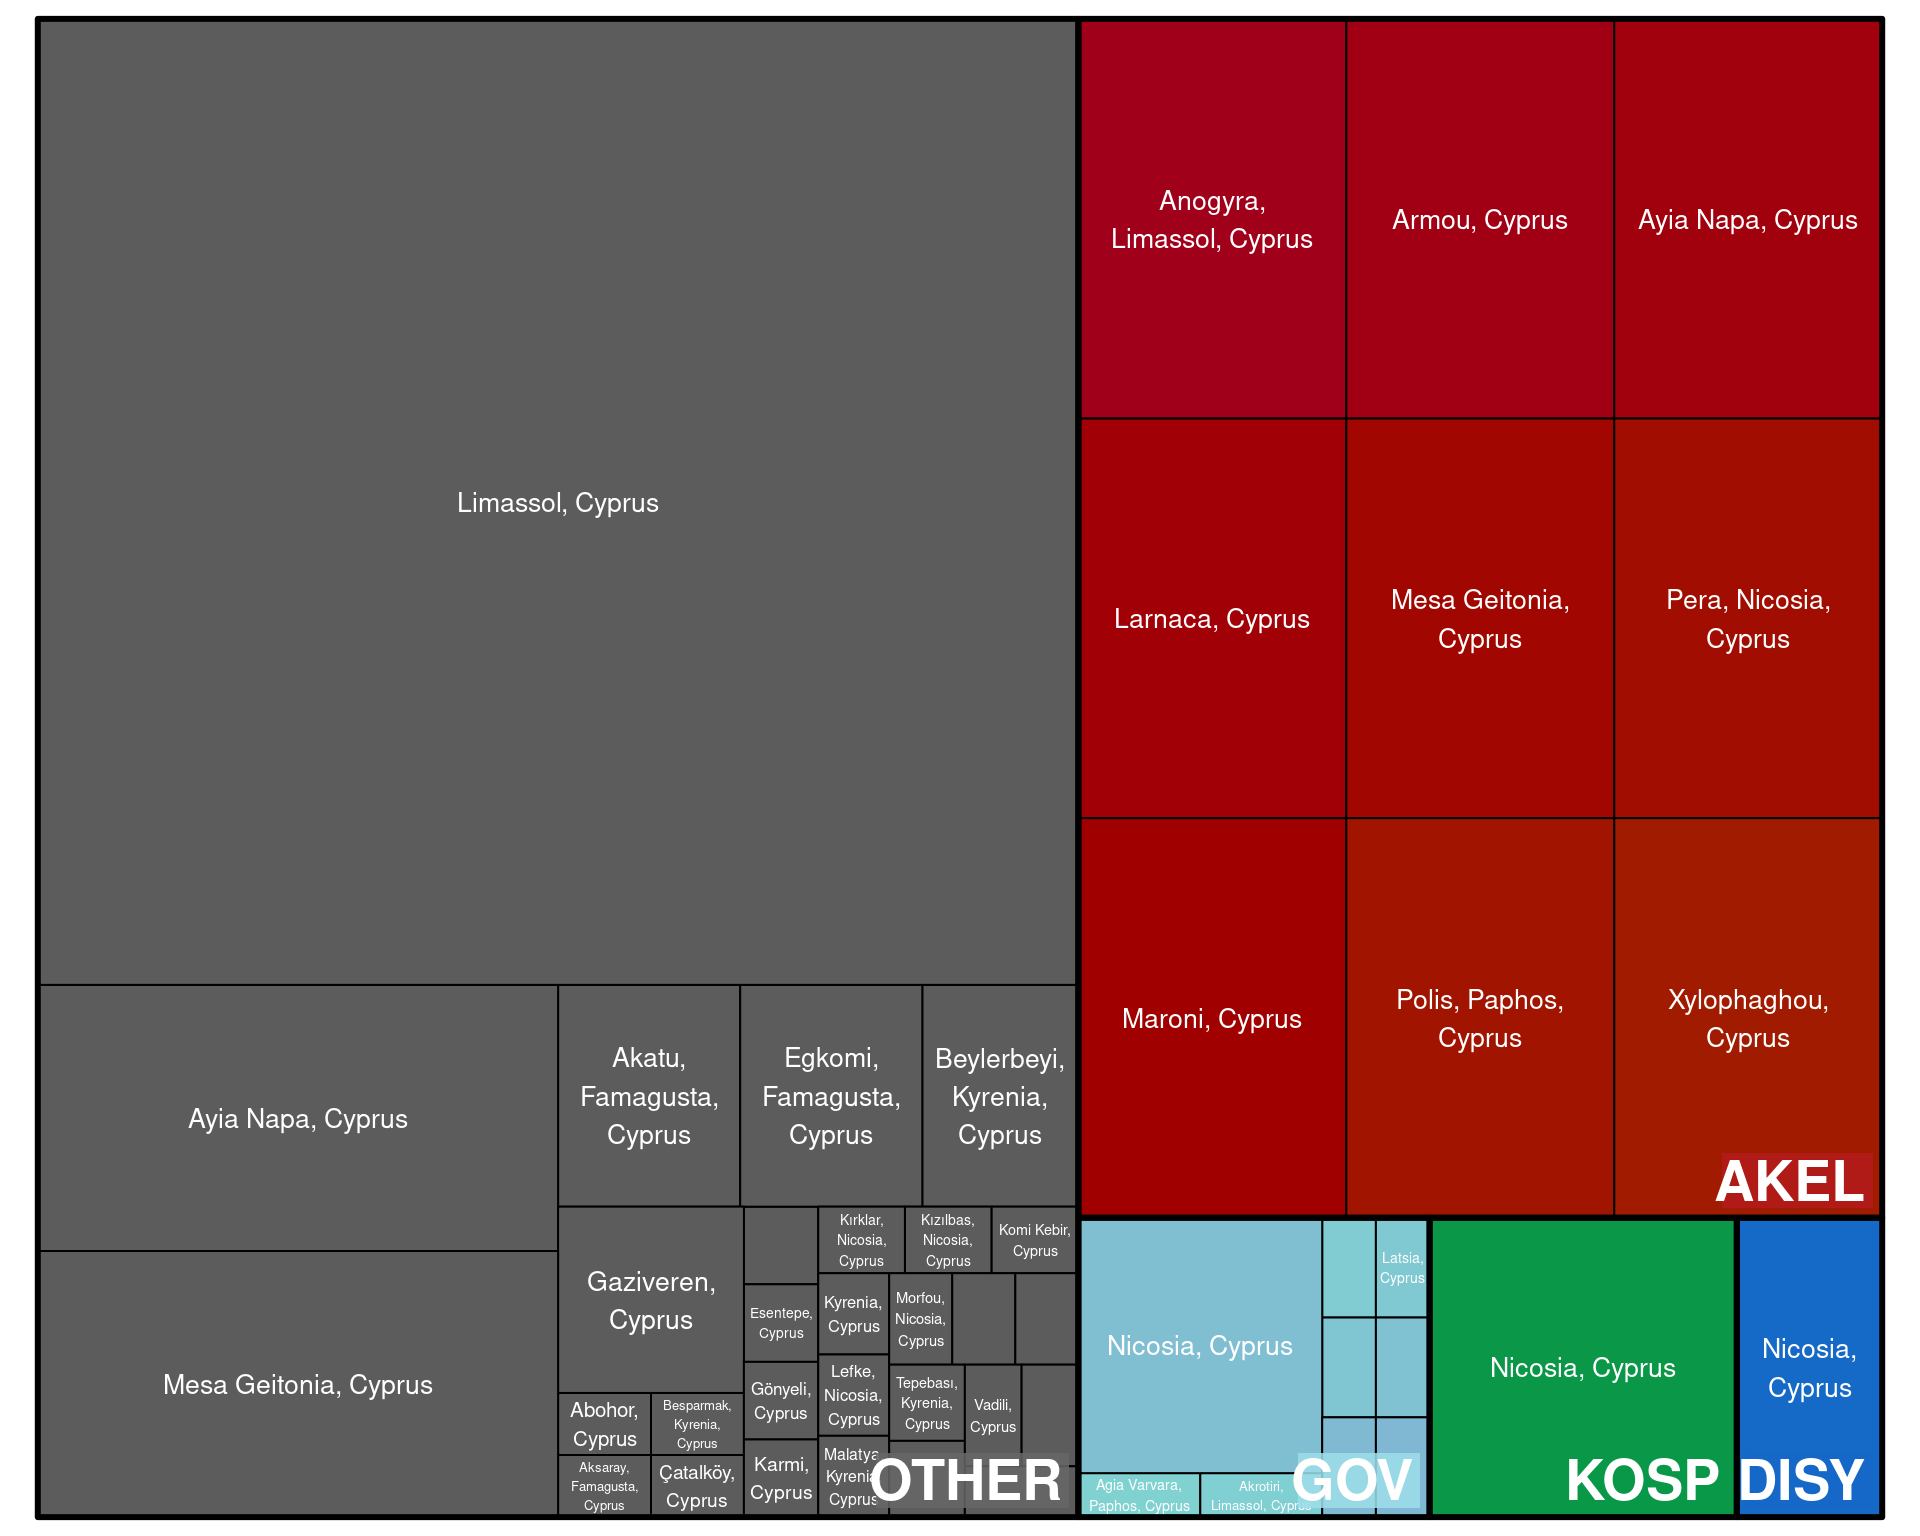 Limassol, Cyprus
Ayia Napa, Cyprus
Mesa Geitonia, Cyprus
Akatu,
Famagusta,
Cyprus
Egkomi,
Famagusta,
Cyprus
Beylerbeyi,
Kyrenia,
Cyprus
Gaziveren,
Cyprus
Abohor,
Cyprus
Besparmak,
Kyrenia,
Cyprus
Aksaray,
Famagusta,
Cyprus
Çatalköy,
Cyprus
Esentepe,
Cyprus
Gönyeli,
Cyprus
Karmi,
Cyprus
Kırklar,
Nicosia,
Cyprus
Kızılbas,
Nicosia,
Cyprus
Komi Kebir,
Cyprus
Kyrenia,
Cyprus
Lefke,
Nicosia,
Cyprus
Malatya
Kyrenia
Cyprus
Morfou,
Nicosia,
Cyprus
Tepebası,
Kyrenia,
Cyprus
Vadili,
Cyprus
OTHER
Anogyra,
Limassol, Cyprus
Armou, Cyprus
Ayia Napa, Cyprus
Larnaca, Cyprus
Mesa Geitonia,
Cyprus
Pera, Nicosia,
Cyprus
Maroni, Cyprus
Polis, Paphos,
Cyprus
Xylophaghou,
Cyprus
AKEL
Nicosia, Cyprus
Latsia,
Cyprus
Agia Varvara,
Paphos, Cyprus
Akrotiri,
Limassol, Cyprus
GOV
Nicosia, Cyprus
KOSP
Nicosia,
Cyprus
DISY